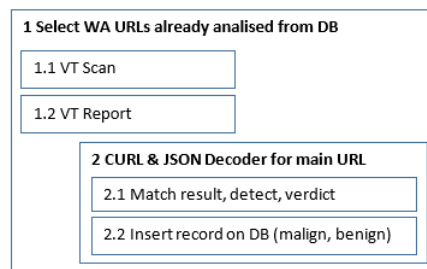 1 Select WA URLs already analised from DB
1.1 VT Scan
1.2 VT Report
2 CURL & JSON Decoder for main URL
2.1 Match result, detect, verdict
2.2 Insert record on DB (malign, benign)